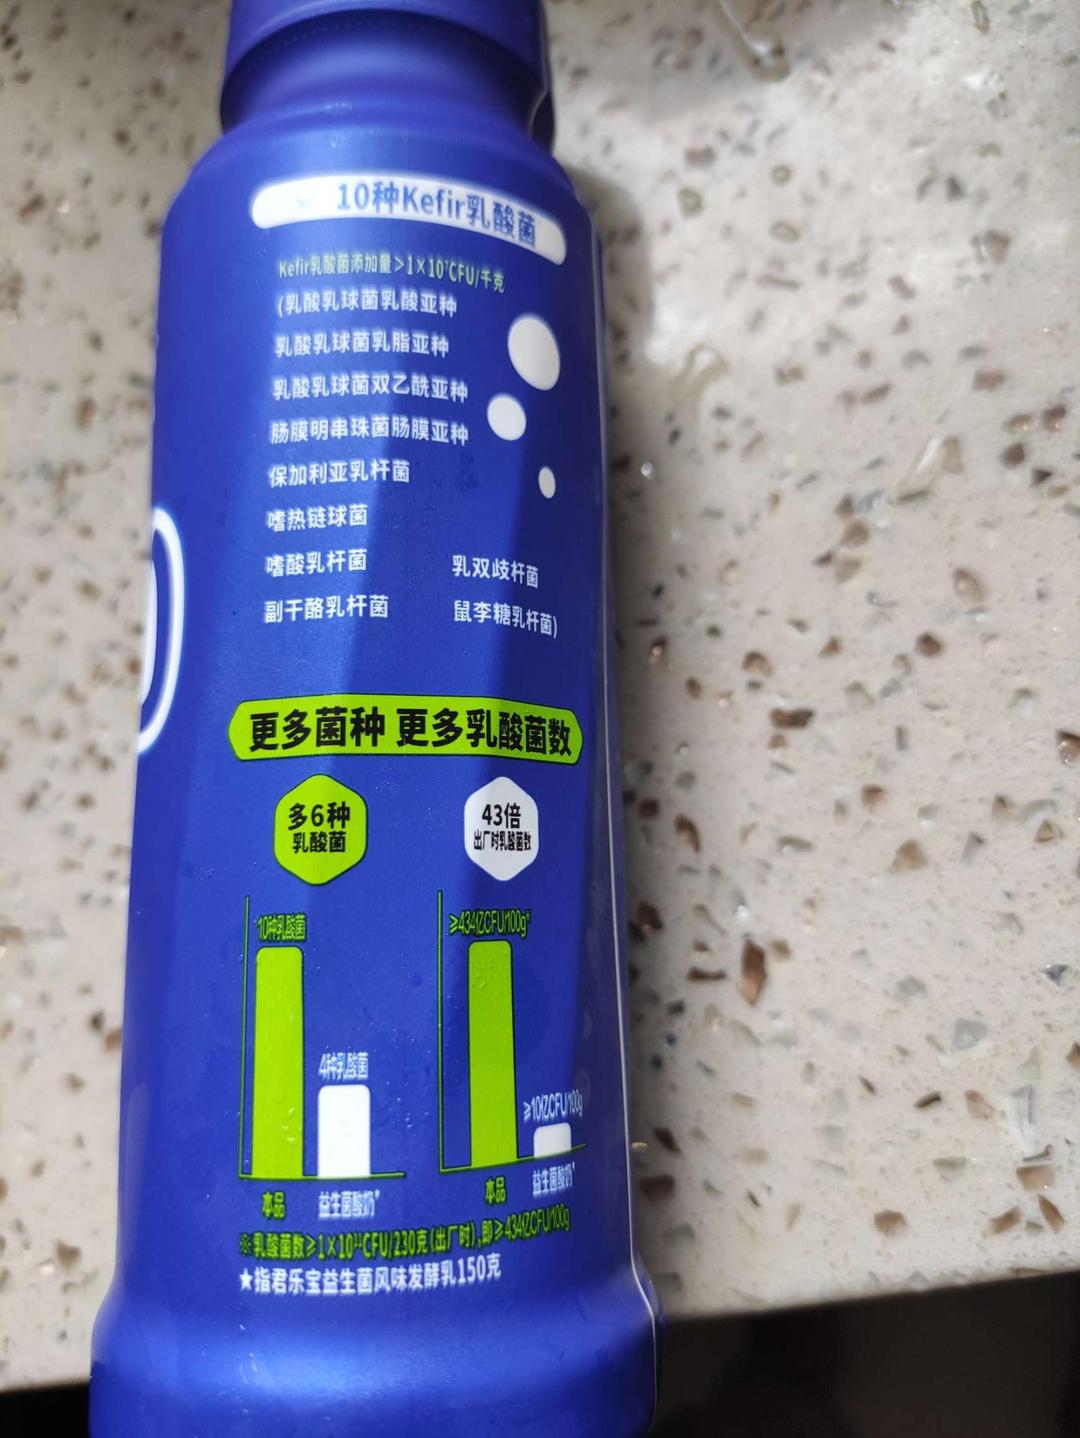 10种Kefir乳酸菌
Kefir乳酸菌添加量>1×10⁷CFU/千克
(乳酸乳球菌乳酸亚种
乳酸乳球菌乳脂亚种
乳酸乳球菌双乙酰亚种
肠膜明串珠菌肠膜亚种
保加利亚乳杆菌
嗜热链球菌
嗜酸乳杆菌 乳双歧杆菌
副干酪乳杆菌 鼠李糖乳杆菌)
更多菌种 更多乳酸菌数
多6种
乳酸菌
43倍
出厂时乳酸菌数
10种乳酸菌
4种乳酸菌
≥434亿CFU/100g※
≥10亿CFU/100g
本品
益生菌酸奶*
本品
益生菌酸奶*
※乳酸菌数≥1×10¹¹CFU/230克(出厂时),即≥434亿CFU/100g
★指君乐宝益生菌风味发酵乳150克